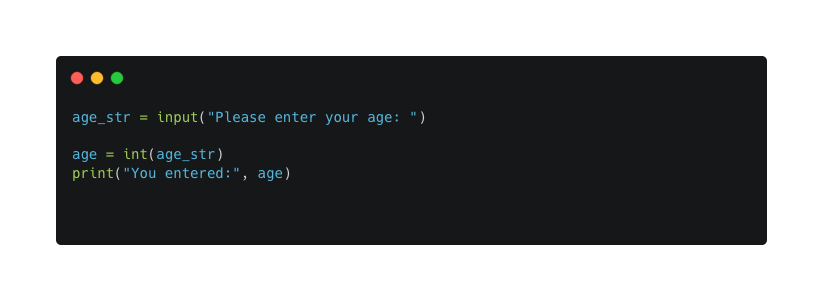 age_str = input("Please enter your age: ")
age = int(age_str)
print("You entered:", age)